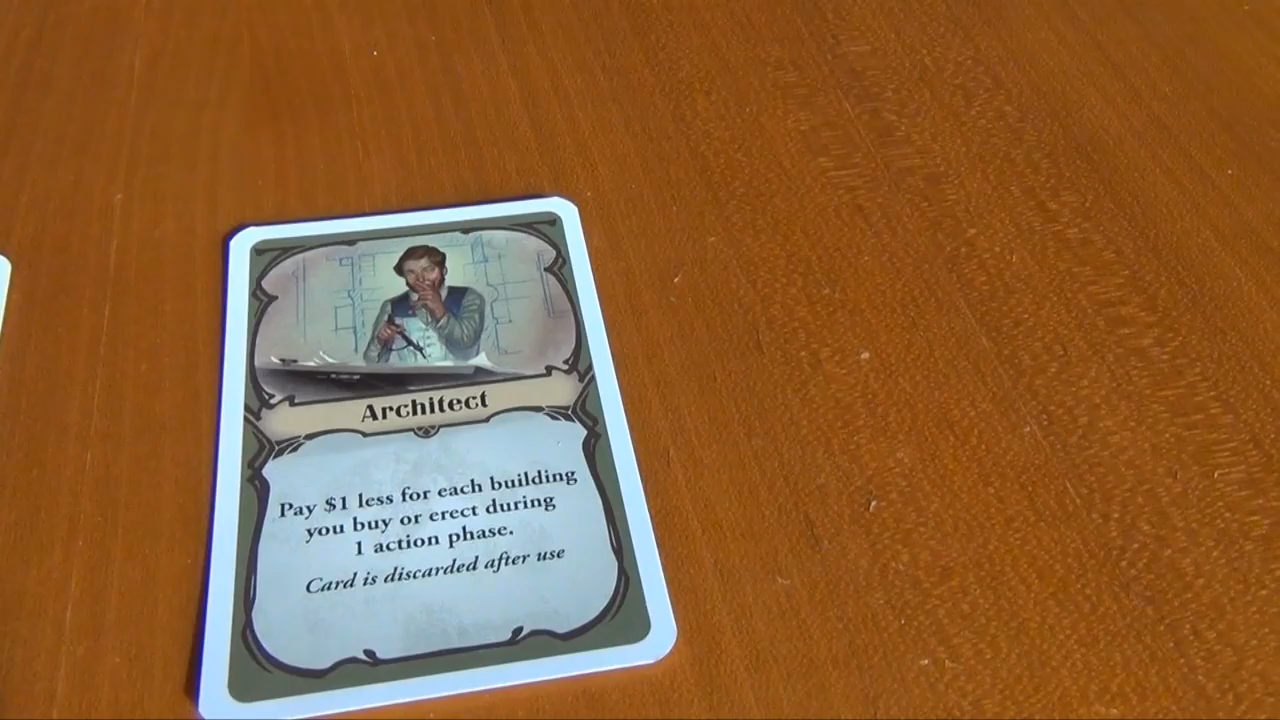 Architect
Pay $1 less for each building
you buy or erect during
1 action phase.
Card is discarded after use